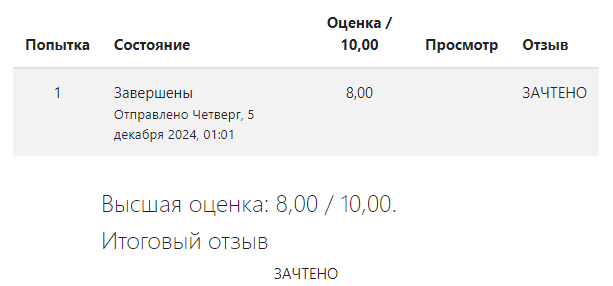 Попытка Состояние Оценка / 10,00 Просмотр Отзыв
1 Завершены 8,00 ЗАЧТЕНО
Отправлено Четверг, 5
декабря 2024, 01:01
Высшая оценка: 8,00 / 10,00.
Итоговый отзыв
ЗАЧТЕНО